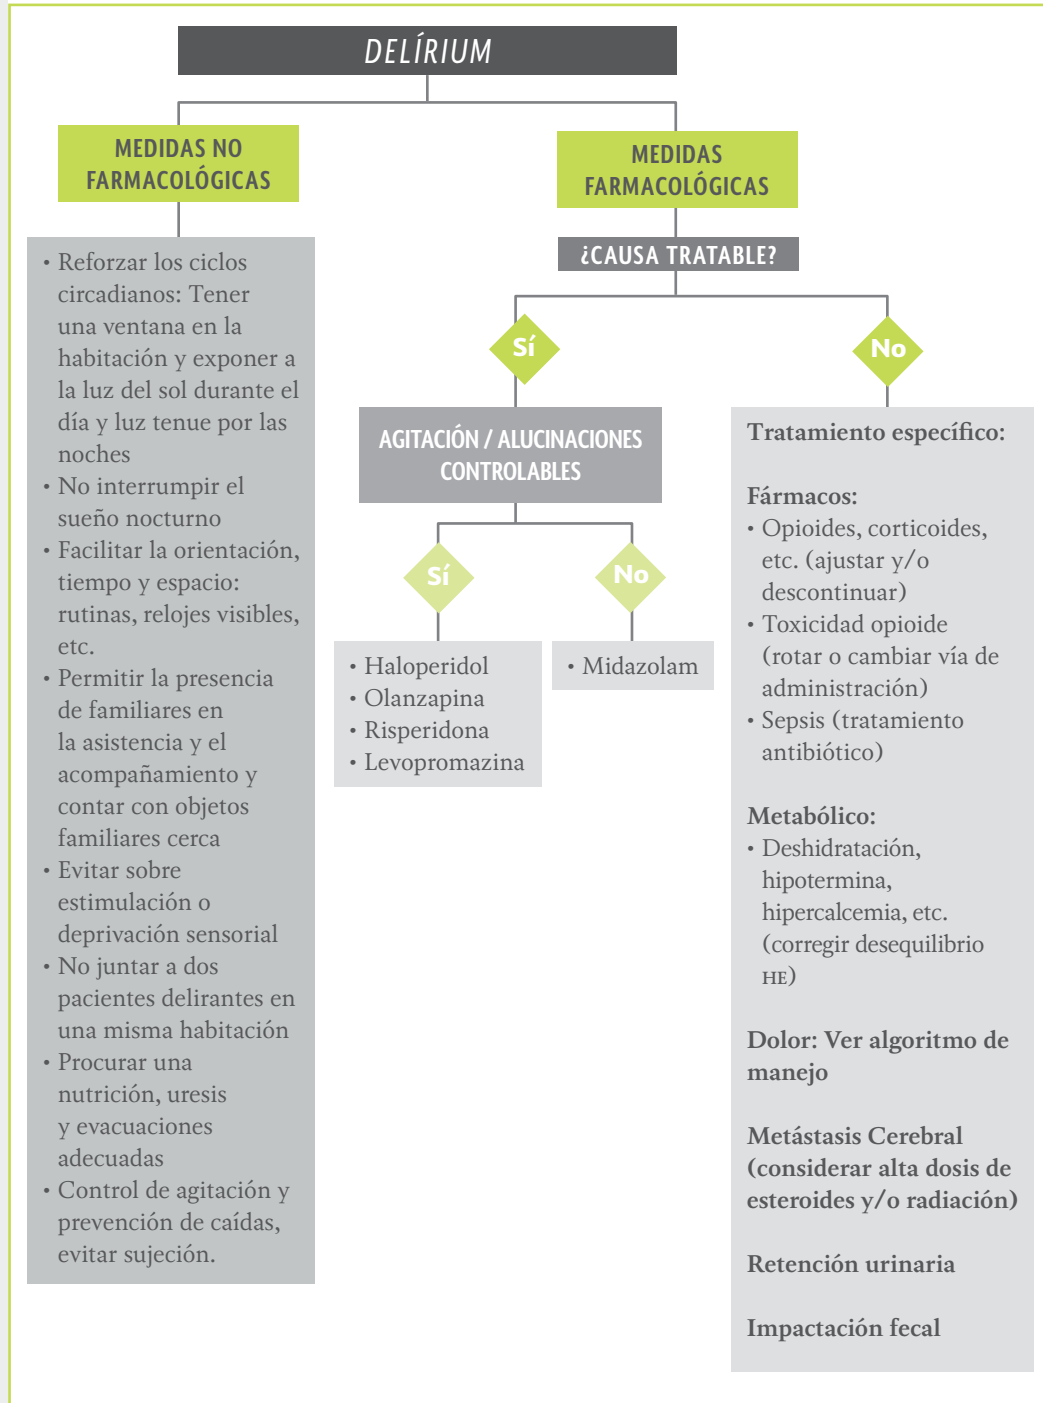 DELÍRIUM
MEDIDAS NO
FARMACOLÓGICAS
• Reforzar los ciclos
circadianos: Tener
una ventana en la
habitación y exponer a
la luz del sol durante el
día y luz tenue por las
noches
• No interrumpir el
sueño nocturno
• Facilitar la orientación,
tiempo y espacio:
rutinas, relojes visibles,
etc.
• Permitir la presencia
de familiares en
la asistencia y el
acompañamiento y
contar con objetos
familiares cerca
• Evitar sobre
estimulación o
deprivación sensorial
• No juntar a dos
pacientes delirantes en
una misma habitación
• Procurar una
nutrición, uresis
y evacuaciones
adecuadas
• Control de agitación y
prevención de caídas,
evitar sujeción.
MEDIDAS
FARMACOLÓGICAS
¿CAUSA TRATABLE?
Sí
AGITACIÓN / ALUCINACIONES
CONTROLABLES
Sí
• Haloperidol
• Olanzapina
• Risperidona
• Levopromazina
No
• Midazolam
No
Tratamiento específico:
Fármacos:
• Opioides, corticoides,
etc. (ajustar y/o
descontinuar)
• Toxicidad opioide
(rotar o cambiar vía de
administración)
• Sepsis (tratamiento
antibiótico)
Metabólico:
• Deshidratación,
hipotermina,
hipercalcemia, etc.
(corregir desequilibrio
HE)
Dolor: Ver algoritmo de
manejo
Metástasis Cerebral
(considerar alta dosis de
esteroides y/o radiación)
Retención urinaria
Impactación fecal